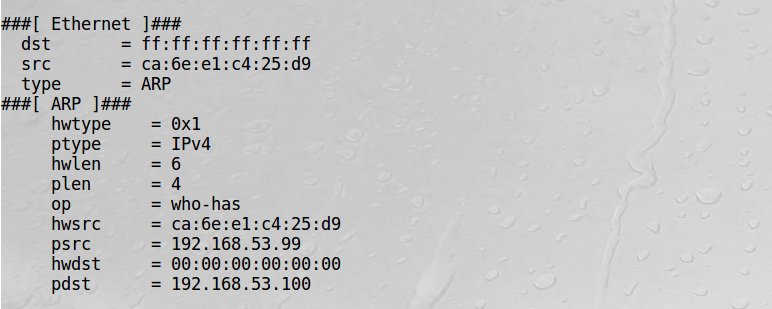 ###[ Ethernet ]###
  dst       = ff:ff:ff:ff:ff:ff
  src       = ca:6e:e1:c4:25:d9
  type      = ARP
###[ ARP ]###
     hwtype    = 0x1
     ptype     = IPv4
     hwlen     = 6
     plen      = 4
     op        = who-has
     hwsrc     = ca:6e:e1:c4:25:d9
     psrc      = 192.168.53.99
     hwdst     = 00:00:00:00:00:00
     pdst      = 192.168.53.100